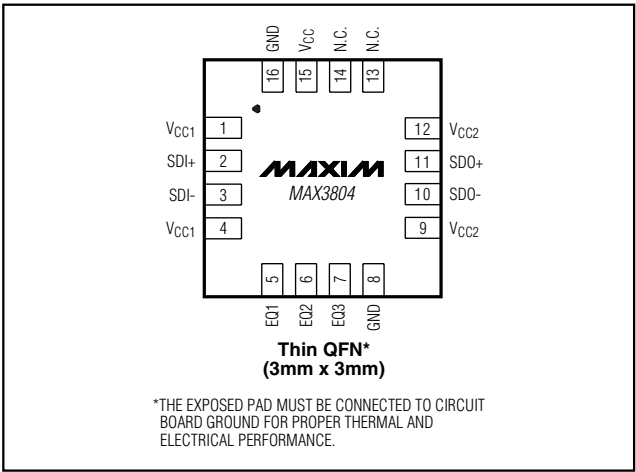 GND
VCC
N.C.
N.C.
16
15
14
13
VCC1 1
12 VCC2
SDI+ 2
11 SDO+
SDI- 3
10 SDO-
VCC1 4
9 VCC2
MAXIM
MAX3804
5
6
7
8
EQ1
EQ2
EQ3
GND
Thin QFN*
(3mm x 3mm)
*THE EXPOSED PAD MUST BE CONNECTED TO CIRCUIT
BOARD GROUND FOR PROPER THERMAL AND
ELECTRICAL PERFORMANCE.